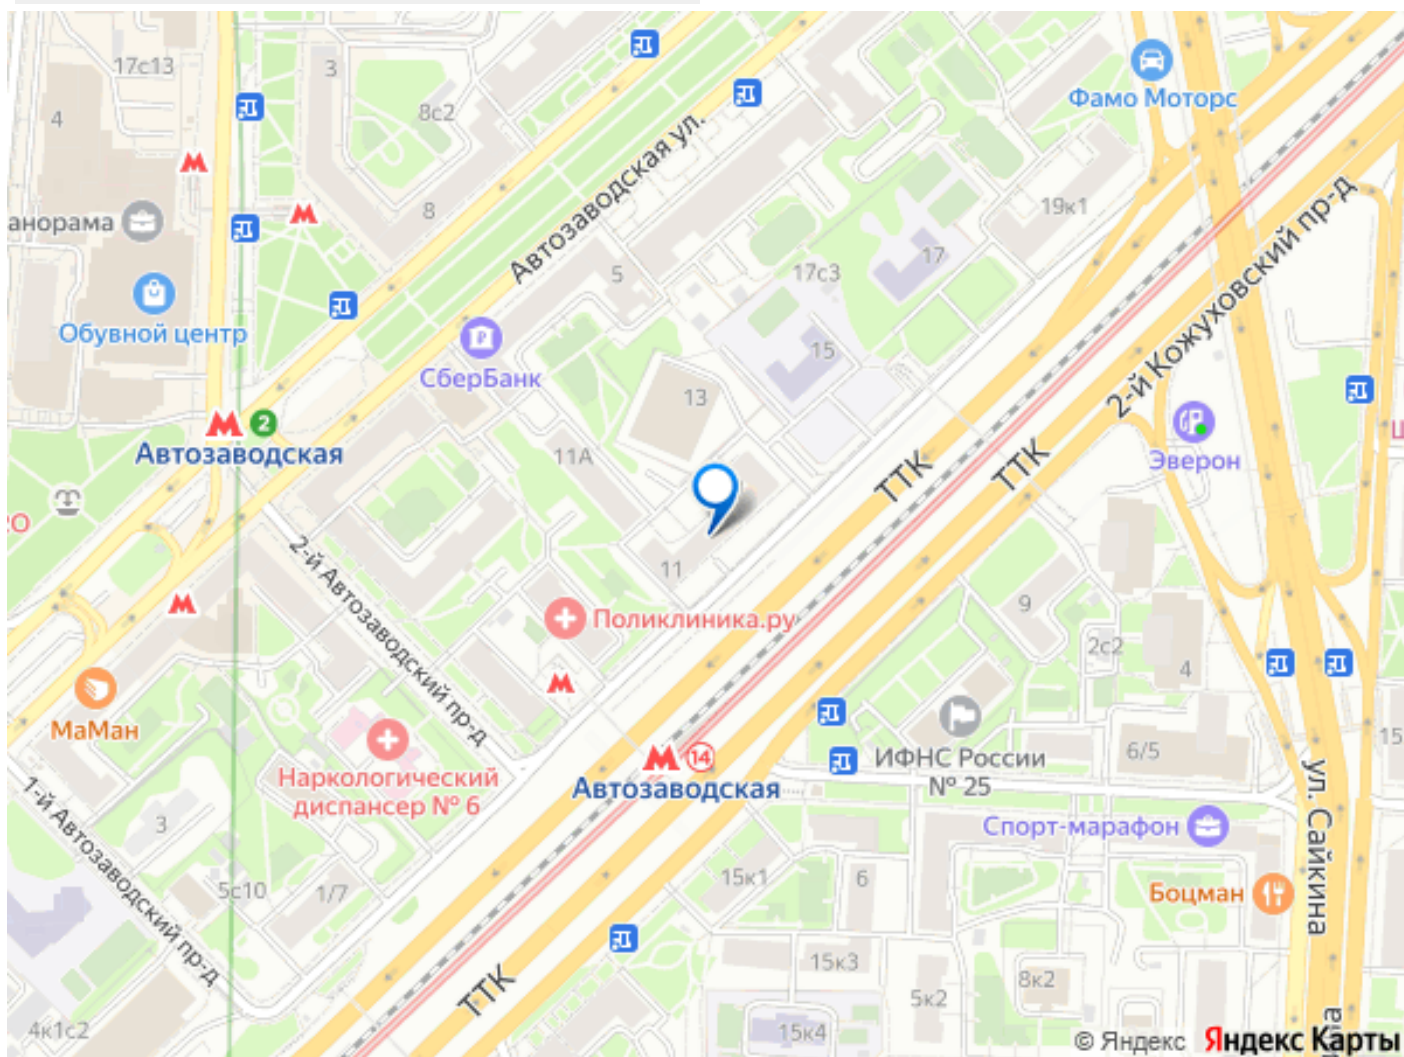 17с13
3
4
8с2
Фамо Моторс
Автозаводская ул.
8
анорама
5
17с3
17
19к1
2-й Кожуховский пр-д
Обувной центр
СберБанк
15
13
2
Автозаводская
11А
ТТК
ТТК
Эверон
2-й Автозаводский пр-д
11
Поликлиника.ру
9
2с2
4
МаМан
Наркологический
диспансер № 6
14
Автозаводская
ИФНС России
№ 25
6/5
15
ул. Сайкина
1-й Автозаводский пр-д
3
Спорт-марафон
5с10
1/7
15к1
6
Боцман
ТТК
15к3
8к2
5к2
4к1с2
15к4
© Яндекс Яндекс Карты